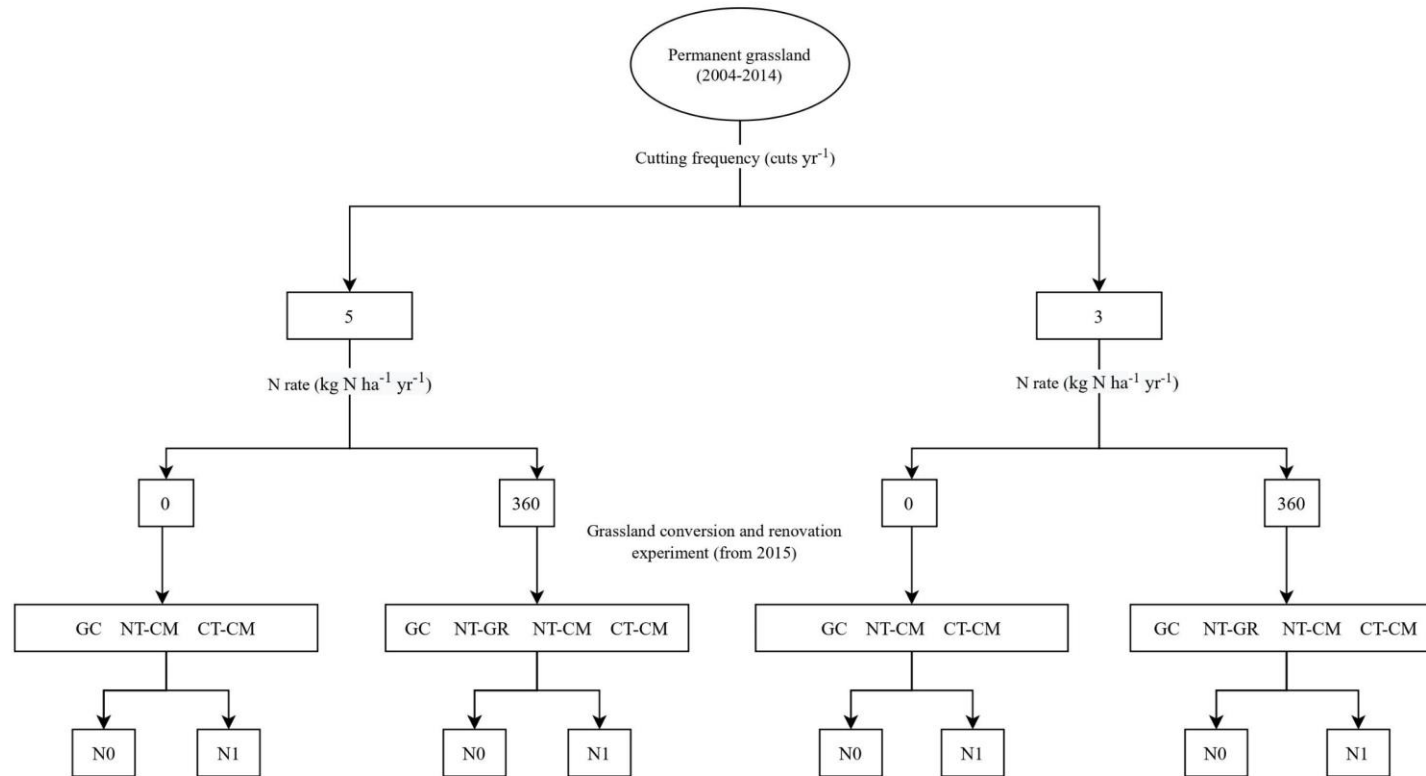 Permanent grassland
(2004-2014)
Cutting frequency (cuts yr⁻¹)
5
3
N rate (kg N ha⁻¹ yr⁻¹)
N rate (kg N ha⁻¹ yr⁻¹)
0
360
0
360
Grassland conversion and renovation
experiment (from 2015)
GC NT-CM CT-CM
GC NT-GR NT-CM CT-CM
GC NT-CM CT-CM
GC NT-GR NT-CM CT-CM
N0
N1
N0
N1
N0
N1
N0
N1